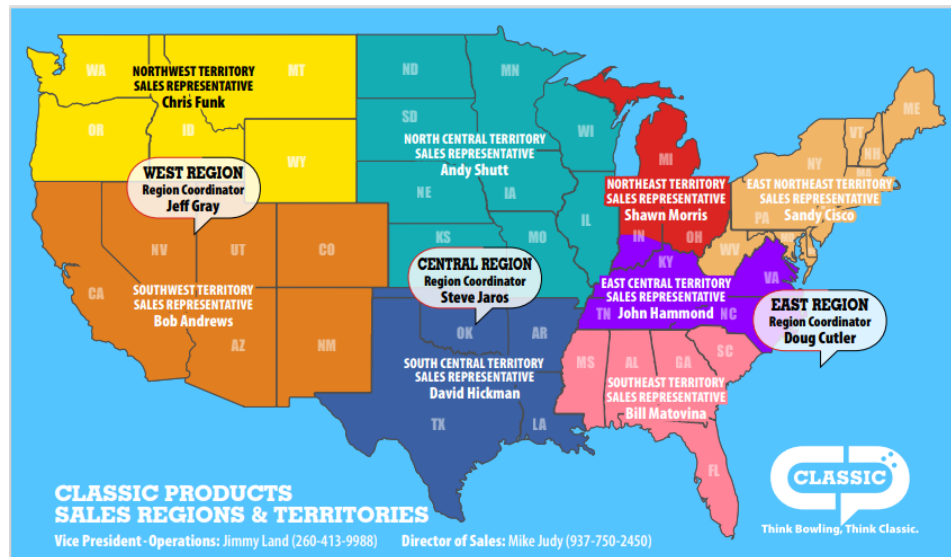 WA
MT
ND
MN
ME
NORTHWEST TERRITORY
SALES REPRESENTATIVE
Chris Funk
OR
ID
WY
SD
WI
MI
VT
NH
NY
MA
NORTH CENTRAL TERRITORY
SALES REPRESENTATIVE
Andy Shutt
NE
IA
IL
WEST REGION
Region Coordinator
Jeff Gray
NORTHEAST TERRITORY
SALES REPRESENTATIVE
Shawn Morris
IN
OH
EAST NORTHEAST TERRITORY
SALES REPRESENTATIVE
Sandy Cisco
PA
WV
NV
UT
CO
KS
MO
KY
VA
CA
SOUTHWEST TERRITORY
SALES REPRESENTATIVE
Bob Andrews
AZ
NM
CENTRAL REGION
Region Coordinator
Steve Jaros
EAST CENTRAL TERRITORY
SALES REPRESENTATIVE
John Hammond
TN
NC
EAST REGION
Region Coordinator
Doug Cutler
OK
AR
MS
AL
GA
SC
SOUTH CENTRAL TERRITORY
SALES REPRESENTATIVE
David Hickman
TX
LA
SOUTHEAST TERRITORY
SALES REPRESENTATIVE
Bill Matovina
FL
CLASSIC
Think Bowling, Think Classic.
CLASSIC PRODUCTS
SALES REGIONS & TERRITORIES
Vice President - Operations: Jimmy Land (260-413-9988) Director of Sales: Mike Judy (937-750-2450)